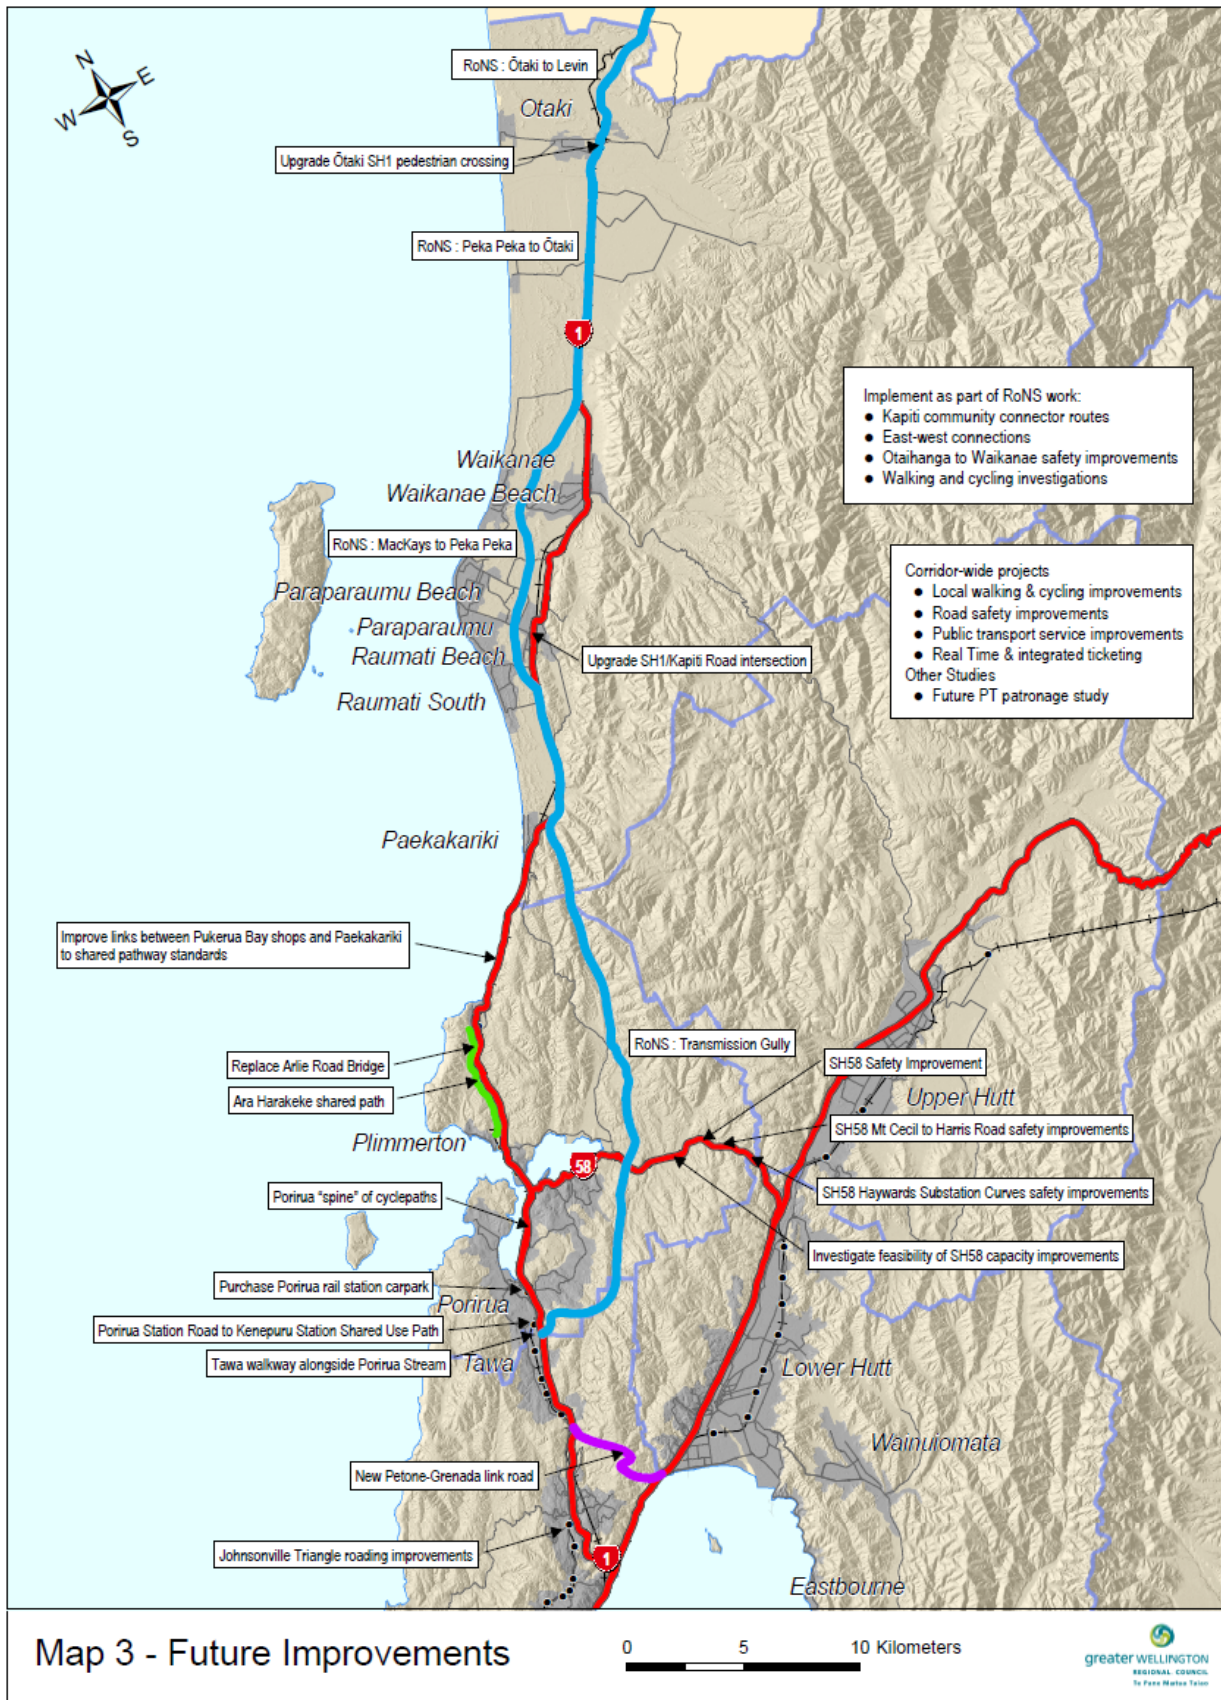 N
E
W
S
RoNS : Ōtaki to Levin
Otaki
Upgrade Ōtaki SH1 pedestrian crossing
RoNS : Peka Peka to Ōtaki
1
Implement as part of RoNS work:
● Kapiti community connector routes
● East-west connections
● Otaihanga to Waikanae safety improvements
● Walking and cycling investigations
Waikanae
Waikanae Beach
RoNS : MacKays to Peka Peka
Corridor-wide projects
● Local walking & cycling improvements
● Road safety improvements
● Public transport service improvements
● Real Time & integrated ticketing
Other Studies
● Future PT patronage study
Paraparaumu Beach
Paraparaumu
Raumati Beach
Upgrade SH1/Kapiti Road intersection
Raumati South
Paekakariki
Improve links between Pukerua Bay shops and Paekakariki
to shared pathway standards
RoNS : Transmission Gully
Replace Arlie Road Bridge
SH58 Safety Improvement
Ara Harakeke shared path
Upper Hutt
Plimmerton
SH58 Mt Cecil to Harris Road safety improvements
58
Porirua "spine" of cyclepaths
SH58 Haywards Substation Curves safety improvements
Investigate feasibility of SH58 capacity improvements
Purchase Porirua rail station carpark
Porirua
Porirua Station Road to Kenepuru Station Shared Use Path
Tawa walkway alongside Porirua Stream
Tawa
Lower Hutt
Wainuiomata
New Petone-Grenada link road
Johnsonville Triangle roading improvements
1
Eastbourne
Map 3 - Future Improvements
0 5 10 Kilometers
greater WELLINGTON
REGIONAL COUNCIL
Te Pane Matua Taiao